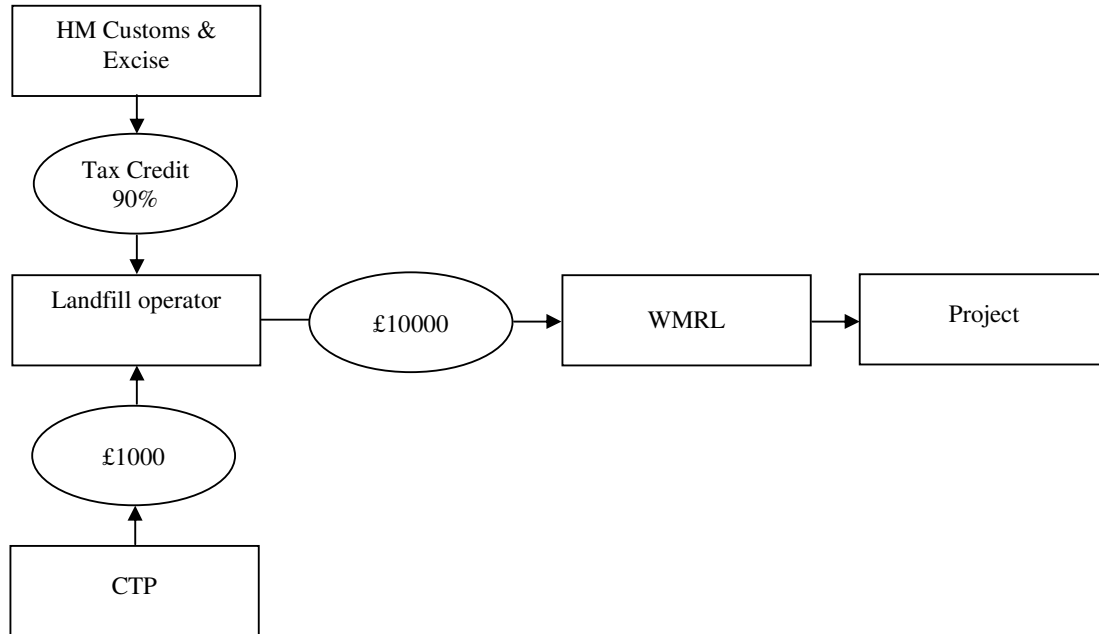 HM Customs &
Excise
Tax Credit
90%
Landfill operator
£10000
WMRL
Project
£1000
CTP